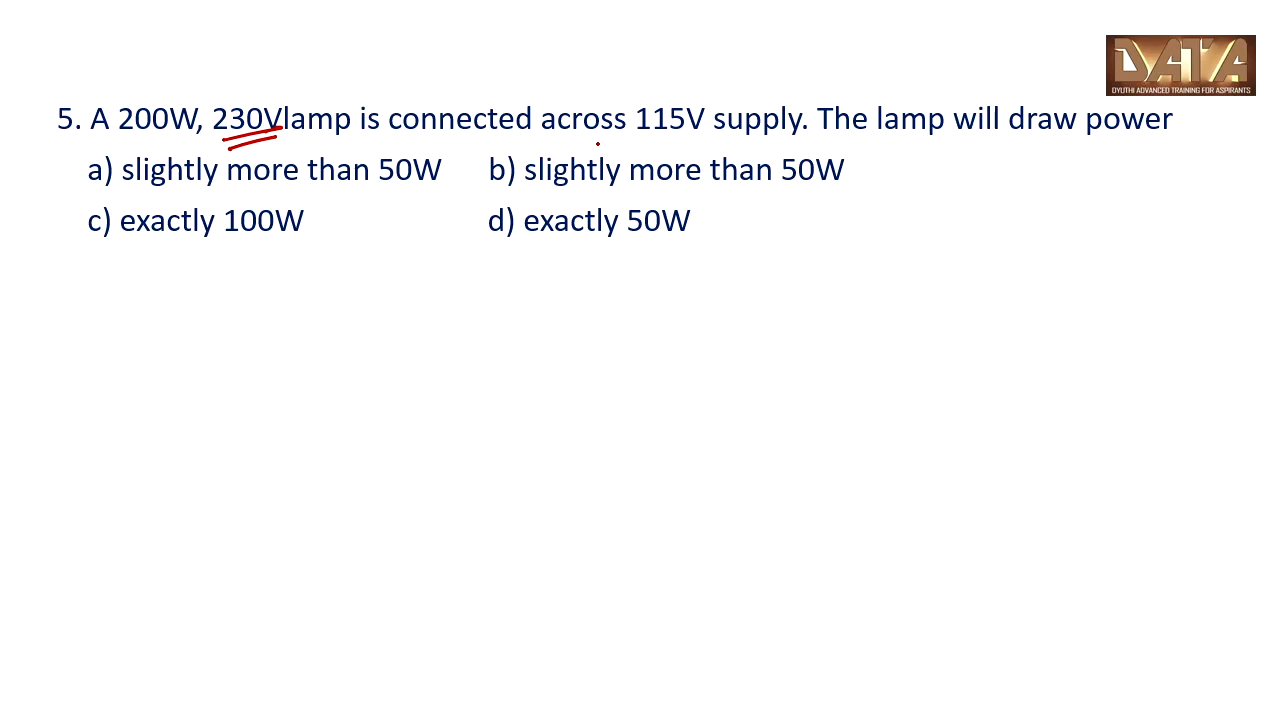 DATA
DYUTHI ADVANCED TRAINING FOR ASPIRANTS
5. A 200W, 230Vlamp is connected across 115V supply. The lamp will draw power
a) slightly more than 50W b) slightly more than 50W
c) exactly 100W d) exactly 50W